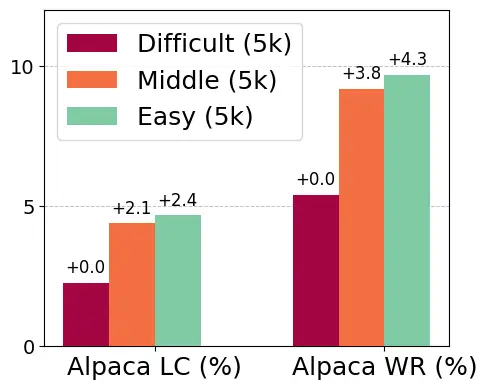 Difficult (5k)
Middle (5k)
Easy (5k)
10
5
0
+0.0
+2.1
+2.4
+0.0
+3.8
+4.3
Alpaca LC (%)
Alpaca WR (%)